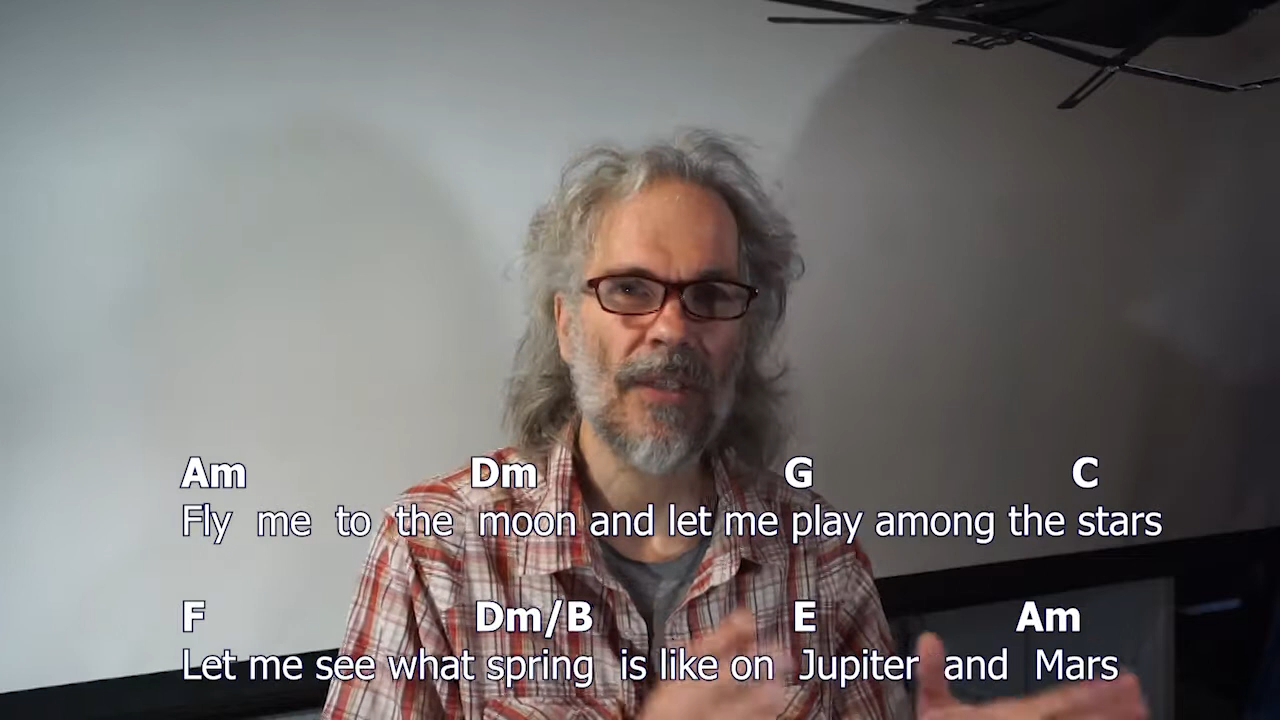 Am Dm G C
Fly me to the moon and let me play among the stars
F Dm/B E Am
Let me see what spring is like on Jupiter and Mars